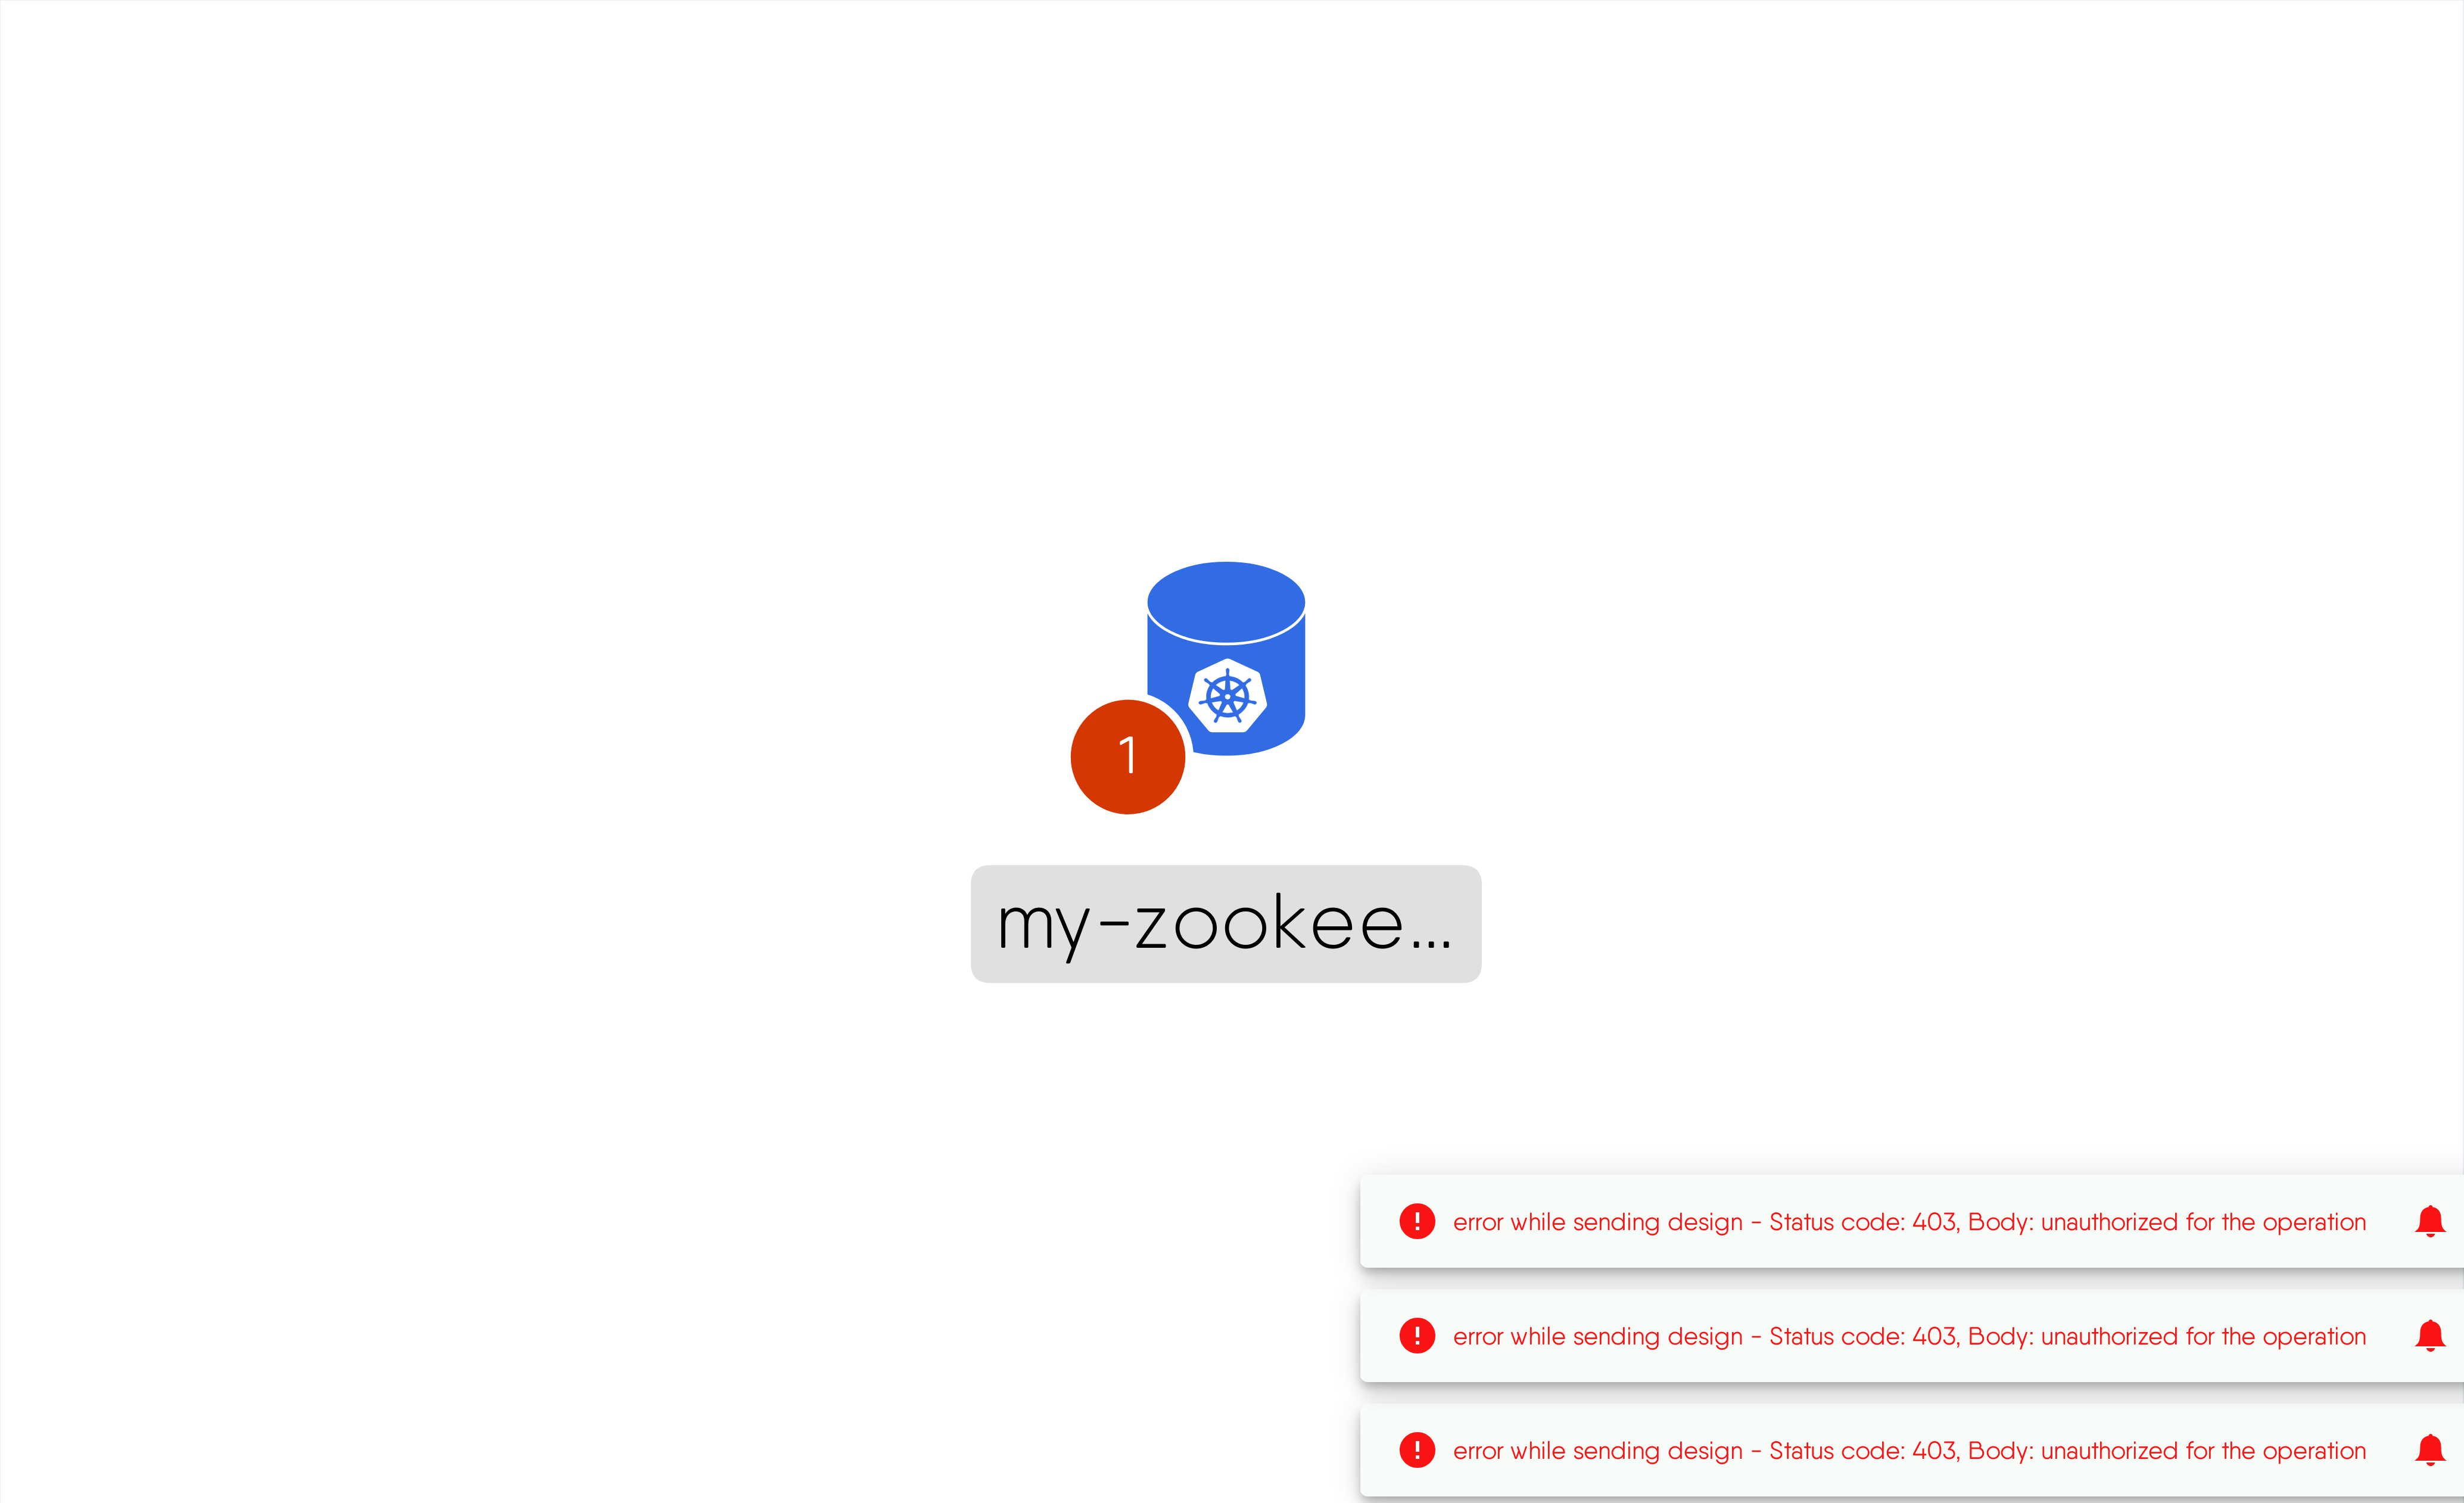 1
my-zookee...
error while sending design - Status code: 403, Body: unauthorized for the operation
error while sending design - Status code: 403, Body: unauthorized for the operation
error while sending design - Status code: 403, Body: unauthorized for the operation